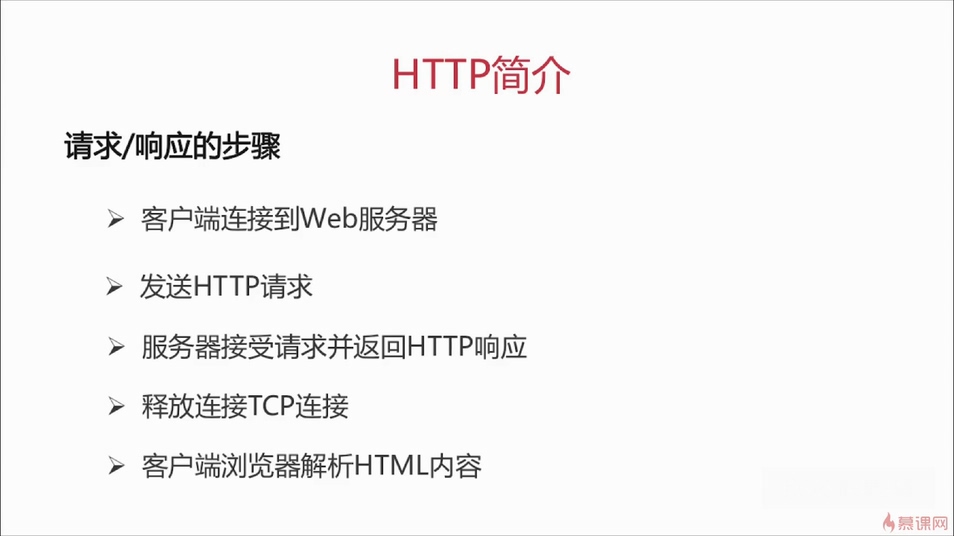 HTTP简介
请求/响应的步骤
客户端连接到Web服务器
发送HTTP请求
服务器接受请求并返回HTTP响应
释放连接TCP连接
客户端浏览器解析HTML内容
慕课网